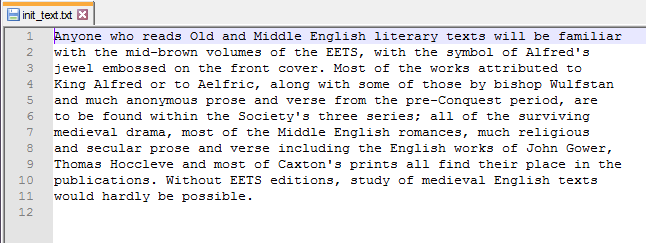 init_text.txt
1 Anyone who reads Old and Middle English literary texts will be familiar
2 with the mid-brown volumes of the EETS, with the symbol of Alfred's
3 jewel embossed on the front cover. Most of the works attributed to
4 King Alfred or to Aelfric, along with some of those by bishop Wulfstan
5 and much anonymous prose and verse from the pre-Conquest period, are
6 to be found within the Society's three series; all of the surviving
7 medieval drama, most of the Middle English romances, much religious
8 and secular prose and verse including the English works of John Gower,
9 Thomas Hoccleve and most of Caxton's prints all find their place in the
10 publications. Without EETS editions, study of medieval English texts
11 would hardly be possible.
12